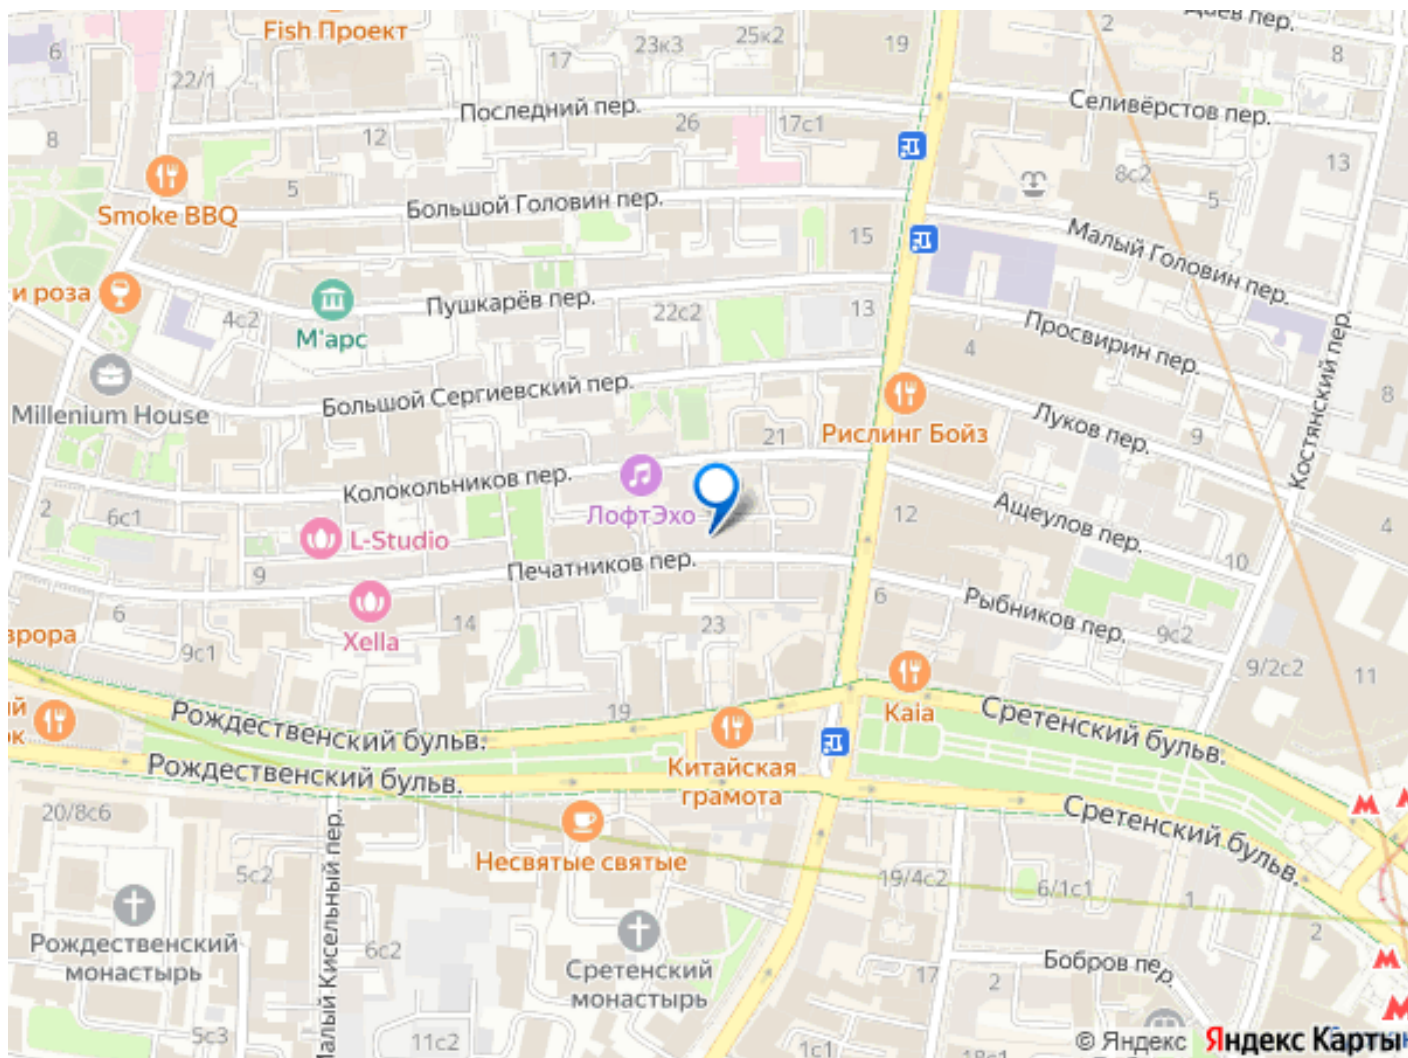 Fish Проект
23к3
25к2
2
6
17
19
8
22/1
Последний пер.
Селивёрстов пер.
8
12
26
17с1
13
8с2
Smoke BBQ
5
Большой Головин пер.
5
15
Малый Головин пер.
и роза
Пушкарёв пер.
4с2
М'арс
22с2
13
Просвирин пер.
4
Костянский пер.
Millenium House
Большой Сергиевский пер.
8
Рислинг Бойз
Луков пер.
9
21
Колокольников пер.
2
6с1
ЛофтЭхо
12
Ащеулов пер.
4
L-Studio
Печатников пер.
10
9
6
Xella
14
23
6
Рыбников пер.
9с2
9с1
9/2с2
11
Рождественский бульв.
19
Kaia
Сретенский бульв.
Рождественский бульв.
Китайская
грамота
Сретенский бульв.
20/8с6
Малый Кисельный пер.
Несвятые святые
5с2
19/4с2
6/1с1
1
Рождественский
монастырь
6с2
Сретенский
монастырь
17
2
Бобров пер.
2
5с3
11с2
1с1
© Яндекс Яндекс Карты